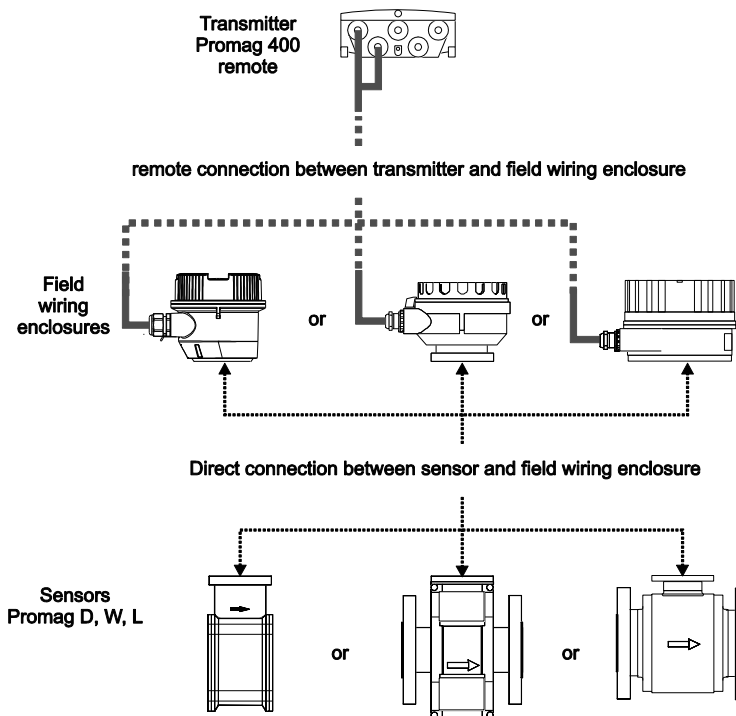 Transmitter
Promag 400
remote
remote connection between transmitter and field wiring enclosure
Field
wiring
enclosures
or
or
Direct connection between sensor and field wiring enclosure
Sensors
Promag D, W, L
or
or